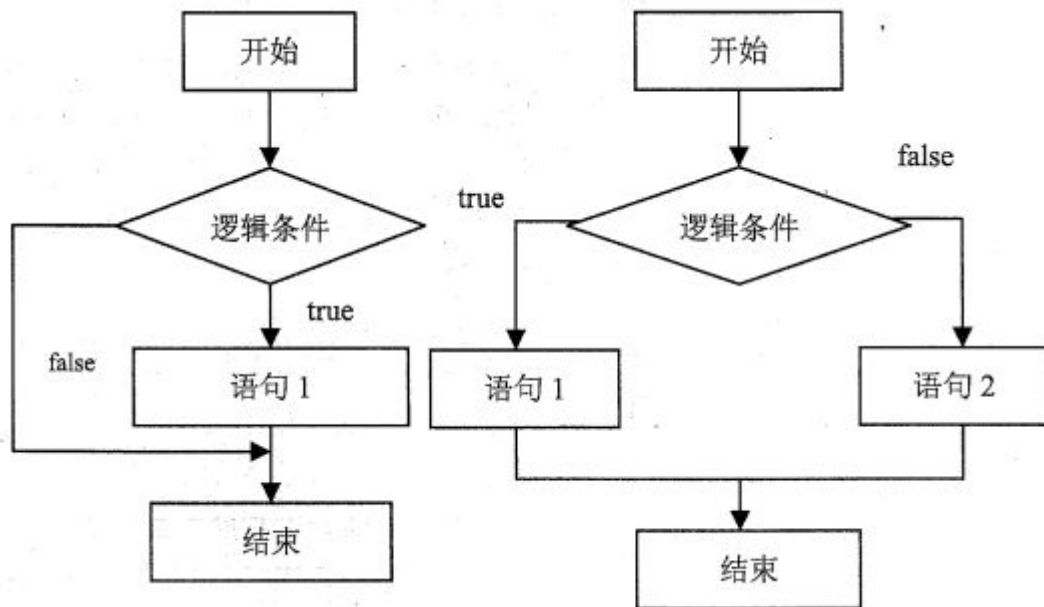 开始
逻辑条件
true
false
语句 1
结束
开始
false
true
逻辑条件
语句 1
语句 2
结束